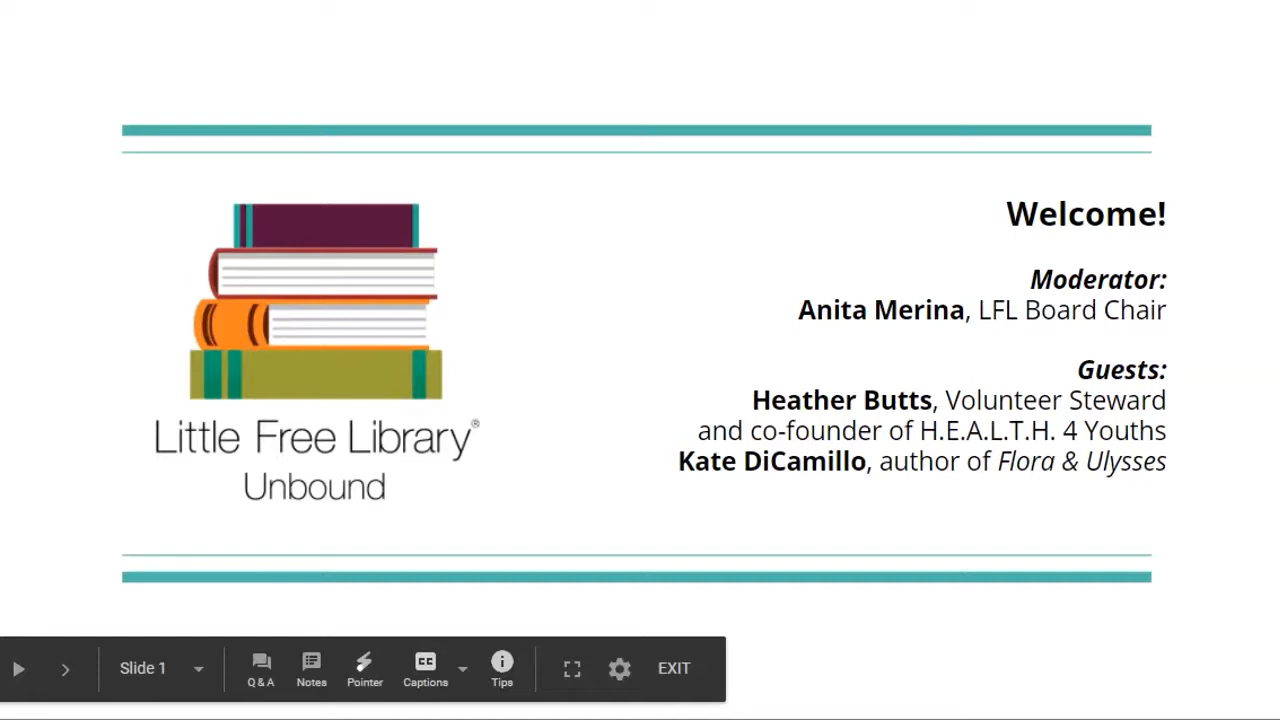 Welcome!
Moderator:
Anita Merina, LFL Board Chair
Guests:
Heather Butts, Volunteer Steward
and co-founder of H.E.A.L.T.H. 4 Youths
Kate DiCamillo, author of Flora & Ulysses
Little Free Library®
Unbound
Slide 1
Q & A
Notes
Pointer
CC
Captions
Tips
EXIT